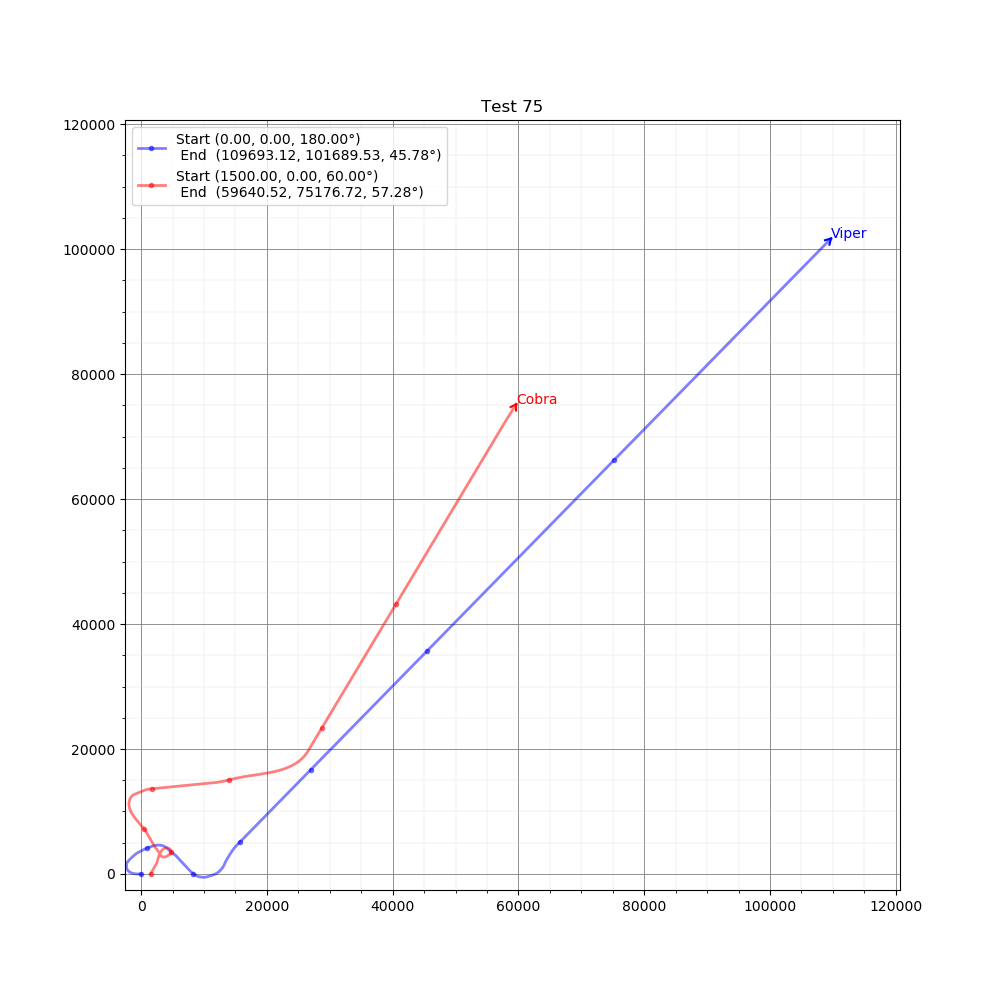 Test 75
120000
100000
80000
60000
40000
20000
0
Start (0.00, 0.00, 180.00°)
End (109693.12, 101689.53, 45.78°)
Start (1500.00, 0.00, 60.00°)
End (59640.52, 75176.72, 57.28°)
Viper
Cobra
0 20000 40000 60000 80000 100000 120000